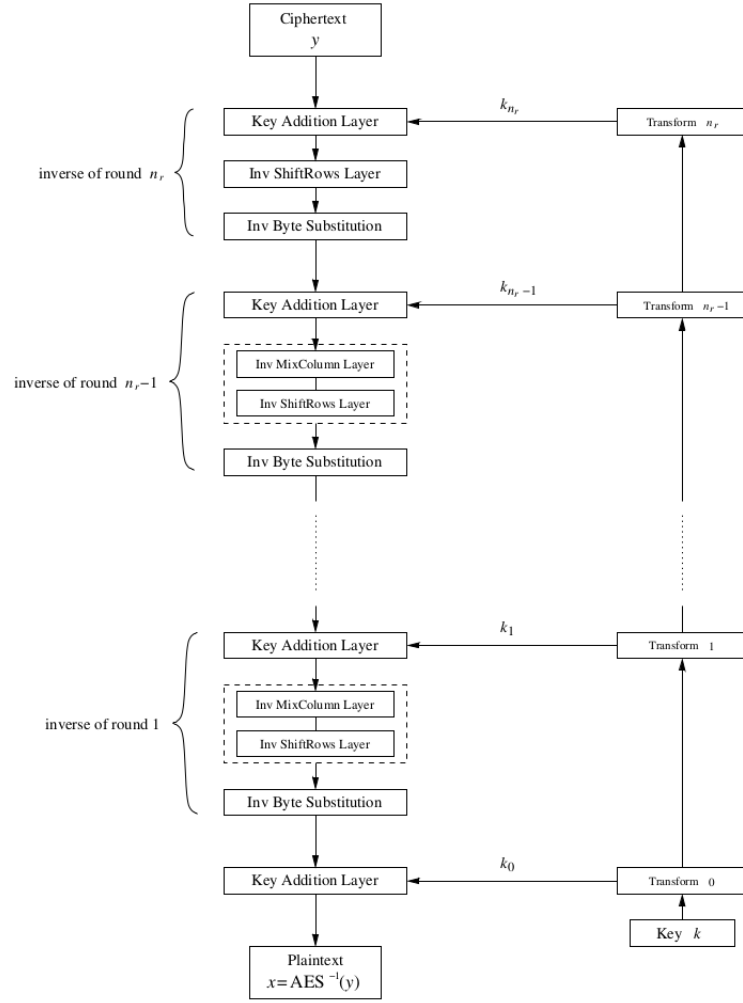 Ciphertext
y
k_{n_r}
Key Addition Layer
Transform n_r
inverse of round n_r
Inv ShiftRows Layer
Inv Byte Substitution
k_{n_r −1}
Key Addition Layer
Transform n_r−1
Inv MixColumn Layer
inverse of round n_r−1
Inv ShiftRows Layer
Inv Byte Substitution
k_1
Key Addition Layer
Transform 1
Inv MixColumn Layer
inverse of round 1
Inv ShiftRows Layer
Inv Byte Substitution
k_0
Key Addition Layer
Transform 0
Key k
Plaintext
x=AES⁻¹(y)